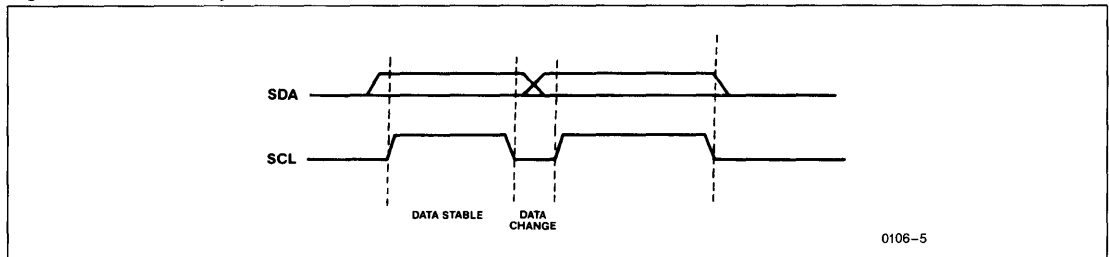 SDA
SCL
DATA STABLE
DATA
CHANGE
0106-5